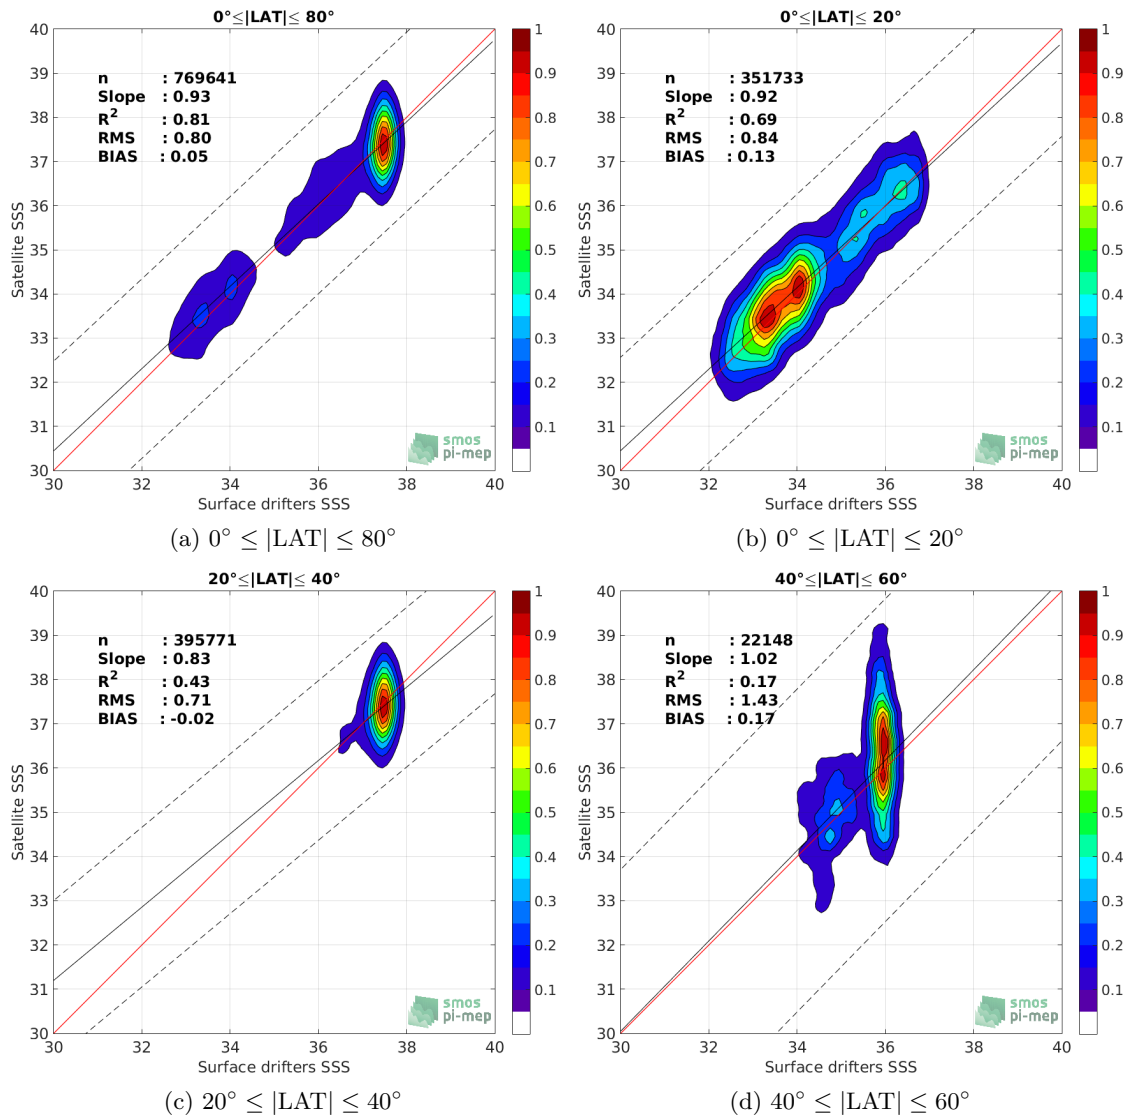 0°≤|LAT|≤ 80°
n : 769641
Slope : 0.93
R2 : 0.81
RMS : 0.80
BIAS : 0.05
Satellite SSS
40
39
38
37
36
35
34
33
32
31
30
30 32 34 36 38 40
Surface drifters SSS
1
0.9
0.8
0.7
0.6
0.5
0.4
0.3
0.2
0.1
smos
pi-mep
(a) 0° ≤ |LAT| ≤ 80°
0°≤|LAT|≤ 20°
n : 351733
Slope : 0.92
R2 : 0.69
RMS : 0.84
BIAS : 0.13
Satellite SSS
40
39
38
37
36
35
34
33
32
31
30
30 32 34 36 38 40
Surface drifters SSS
1
0.9
0.8
0.7
0.6
0.5
0.4
0.3
0.2
0.1
smos
pi-mep
(b) 0° ≤ |LAT| ≤ 20°
20°≤|LAT|≤ 40°
n : 395771
Slope : 0.83
R2 : 0.43
RMS : 0.71
BIAS : -0.02
Satellite SSS
40
39
38
37
36
35
34
33
32
31
30
30 32 34 36 38 40
Surface drifters SSS
1
0.9
0.8
0.7
0.6
0.5
0.4
0.3
0.2
0.1
smos
pi-mep
(c) 20° ≤ |LAT| ≤ 40°
40°≤|LAT|≤ 60°
n : 22148
Slope : 1.02
R2 : 0.17
RMS : 1.43
BIAS : 0.17
Satellite SSS
40
39
38
37
36
35
34
33
32
31
30
30 32 34 36 38 40
Surface drifters SSS
1
0.9
0.8
0.7
0.6
0.5
0.4
0.3
0.2
0.1
smos
pi-mep
(d) 40° ≤ |LAT| ≤ 60°